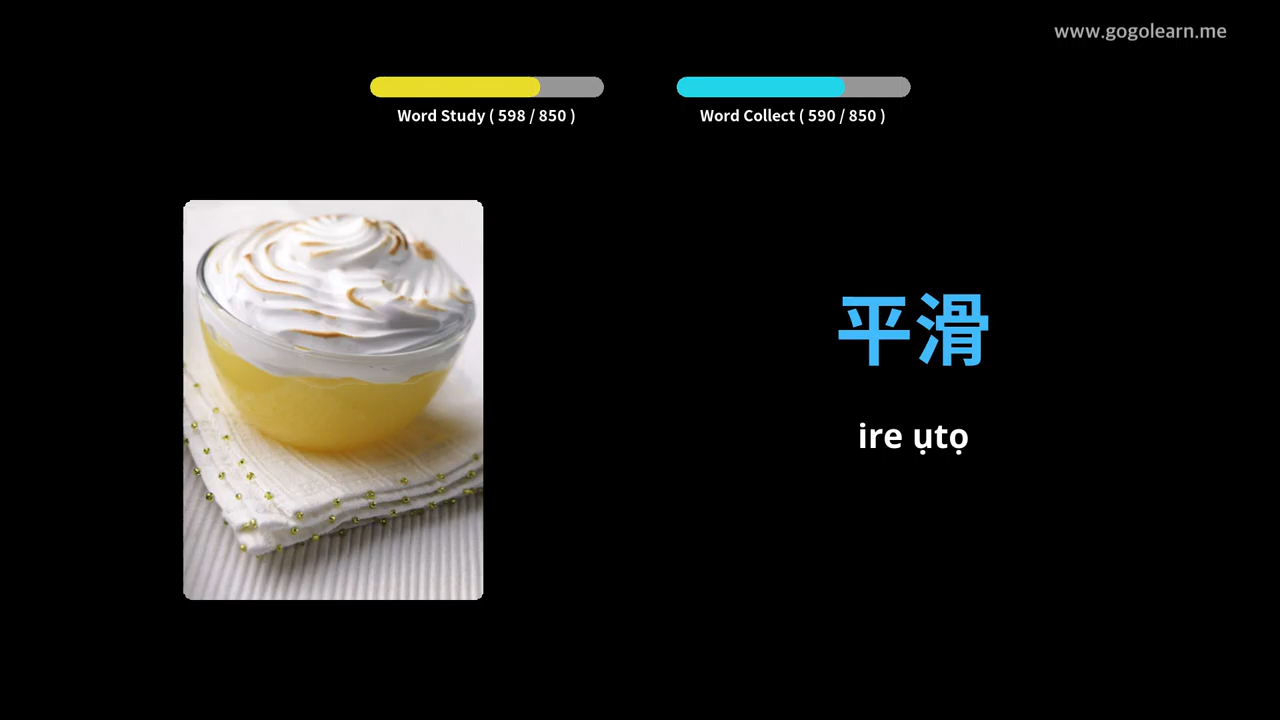 www.gogolearn.me
Word Study ( 598 / 850 )
Word Collect ( 590 / 850 )
平滑
ire ụtọ